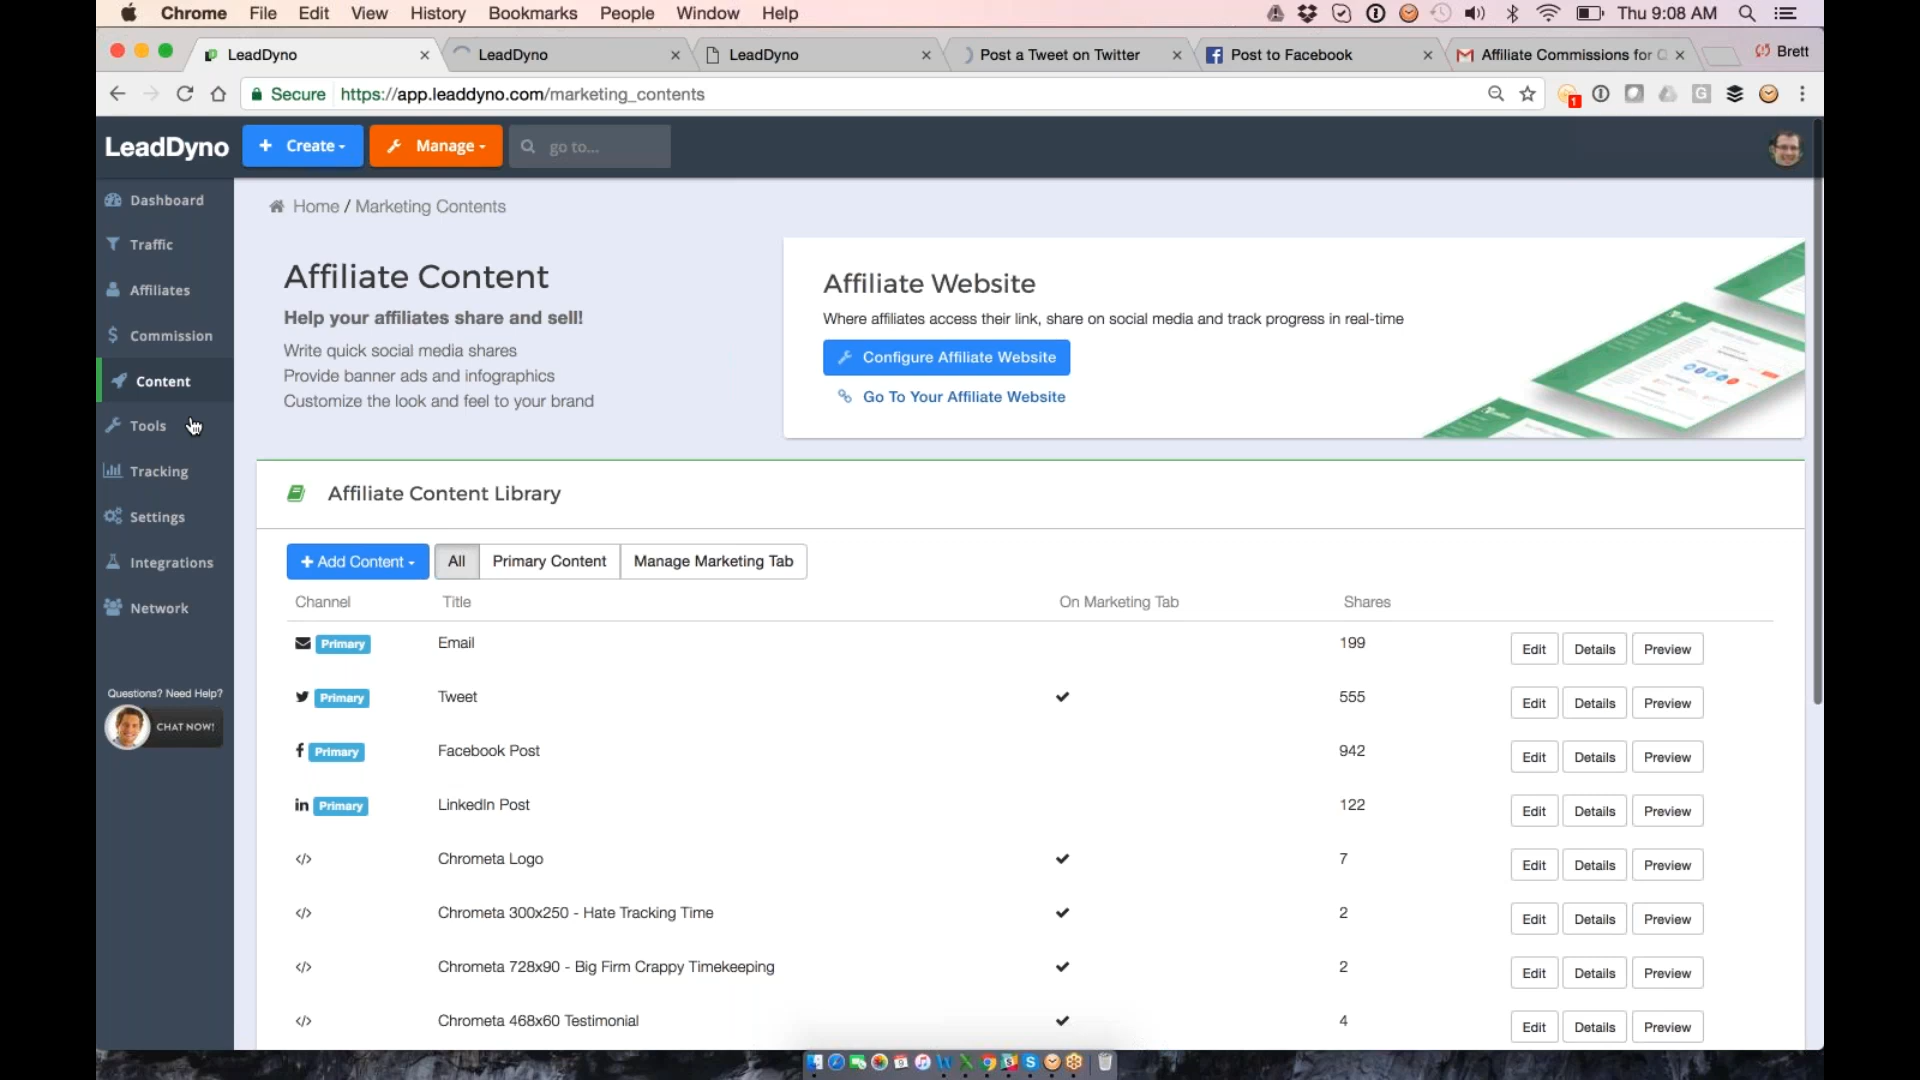 Chrome File Edit View History Bookmarks People Window Help Thu 9:08 AM
LeadDyno LeadDyno LeadDyno Post a Tweet on Twitter Post to Facebook Affiliate Commissions for Brett
Secure https://app.leaddyno.com/marketing_contents 1
LeadDyno + Create Manage go to...
Dashboard
Traffic
Affiliates
Commission
Content
Tools
Tracking
Settings
Integrations
Network
Questions? Need Help?
CHAT NOW!
Home / Marketing Contents
Affiliate Content
Help your affiliates share and sell!
Write quick social media shares
Provide banner ads and infographics
Customize the look and feel to your brand
Affiliate Website
Where affiliates access their link, share on social media and track progress in real-time
Configure Affiliate Website
Go To Your Affiliate Website
Affiliate Content Library
+ Add Content All Primary Content Manage Marketing Tab
Channel Title On Marketing Tab Shares
Primary Email 199 Edit Details Preview
Primary Tweet ✔ 555 Edit Details Preview
f Primary Facebook Post 942 Edit Details Preview
in Primary LinkedIn Post 122 Edit Details Preview
</> Chrometa Logo ✔ 7 Edit Details Preview
</> Chrometa 300x250 - Hate Tracking Time ✔ 2 Edit Details Preview
</> Chrometa 728x90 - Big Firm Crappy Timekeeping ✔ 2 Edit Details Preview
</> Chrometa 468x60 Testimonial ✔ 4 Edit Details Preview